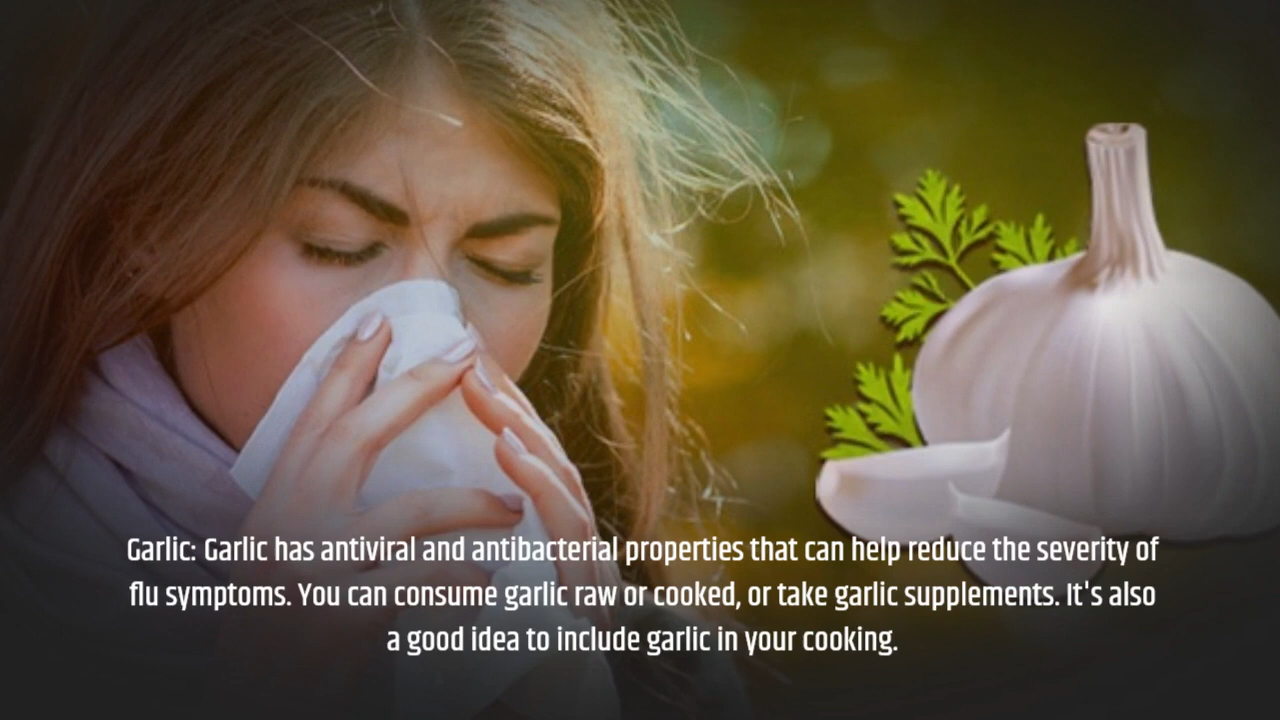 Garlic: Garlic has antiviral and antibacterial properties that can help reduce the severity of
flu symptoms. You can consume garlic raw or cooked, or take garlic supplements. It's also
a good idea to include garlic in your cooking.